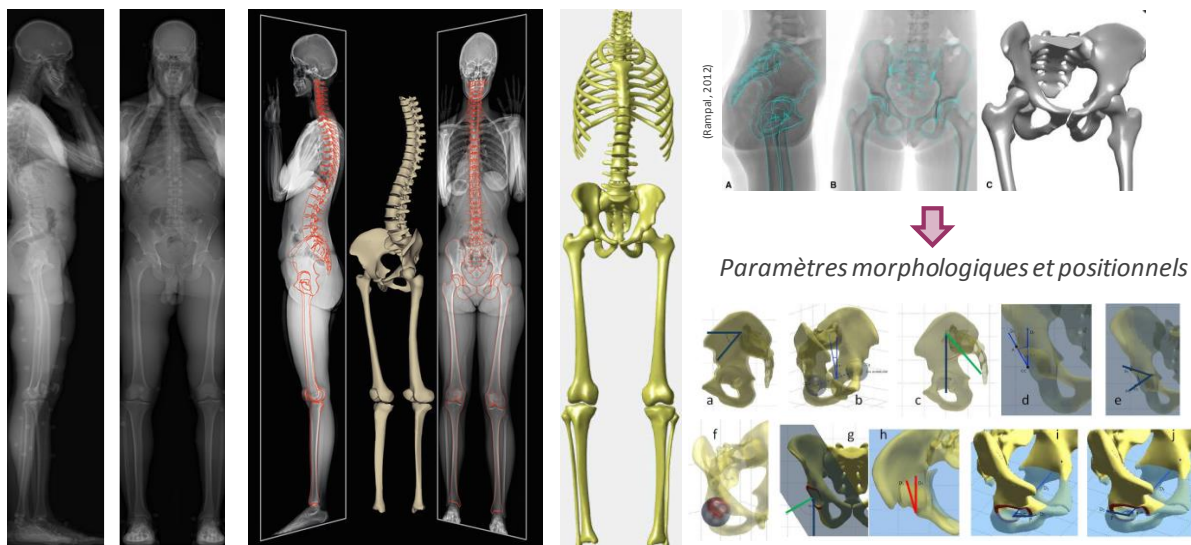 (Rampal, 2012)
A
B
C
Paramètres morphologiques et positionnels
a
b
c
d
e
f
g
h
i
j